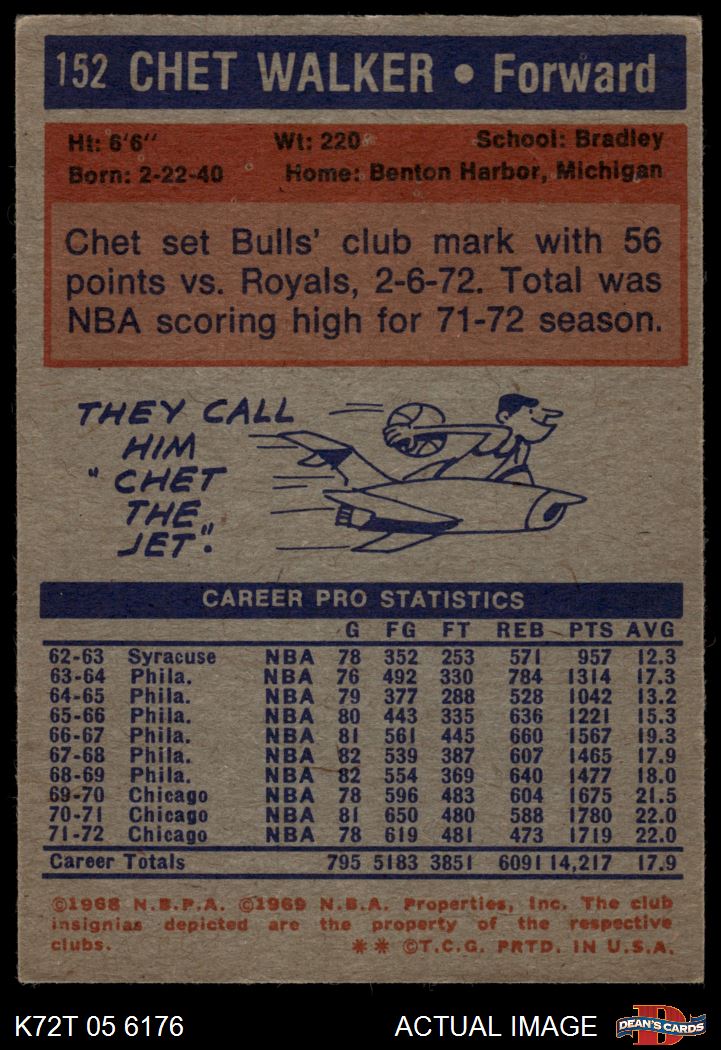 152 CHET WALKER • Forward
Ht: 6'6" Wt: 220 School: Bradley
Born: 2-22-40 Home: Benton Harbor, Michigan
Chet set Bulls' club mark with 56
points vs. Royals, 2-6-72. Total was
NBA scoring high for 71-72 season.
THEY CALL
HIM
"CHET
THE
JET".
CAREER PRO STATISTICS
G FG FT REB PTS AVG
62-63 Syracuse NBA 78 352 253 571 957 12.3
63-64 Phila. NBA 76 492 330 784 1314 17.3
64-65 Phila. NBA 79 377 288 528 1042 13.2
65-66 Phila. NBA 80 443 335 636 1221 15.3
66-67 Phila. NBA 81 561 445 660 1567 19.3
67-68 Phila. NBA 82 539 387 607 1465 17.9
68-69 Phila. NBA 82 554 369 640 1477 18.0
69-70 Chicago NBA 78 596 483 604 1675 21.5
70-71 Chicago NBA 81 650 480 588 1780 22.0
71-72 Chicago NBA 78 619 481 473 1719 22.0
Career Totals 795 5183 3851 6091 14,217 17.9
©1968 N.B.P.A. ©1969 N.B.A. Properties, Inc. The club
insignias depicted are the property of the respective
clubs. ** ©T.C.G. PRTD. IN U.S.A.
K72T 05 6176 ACTUAL IMAGE D DEAN'S CARDS